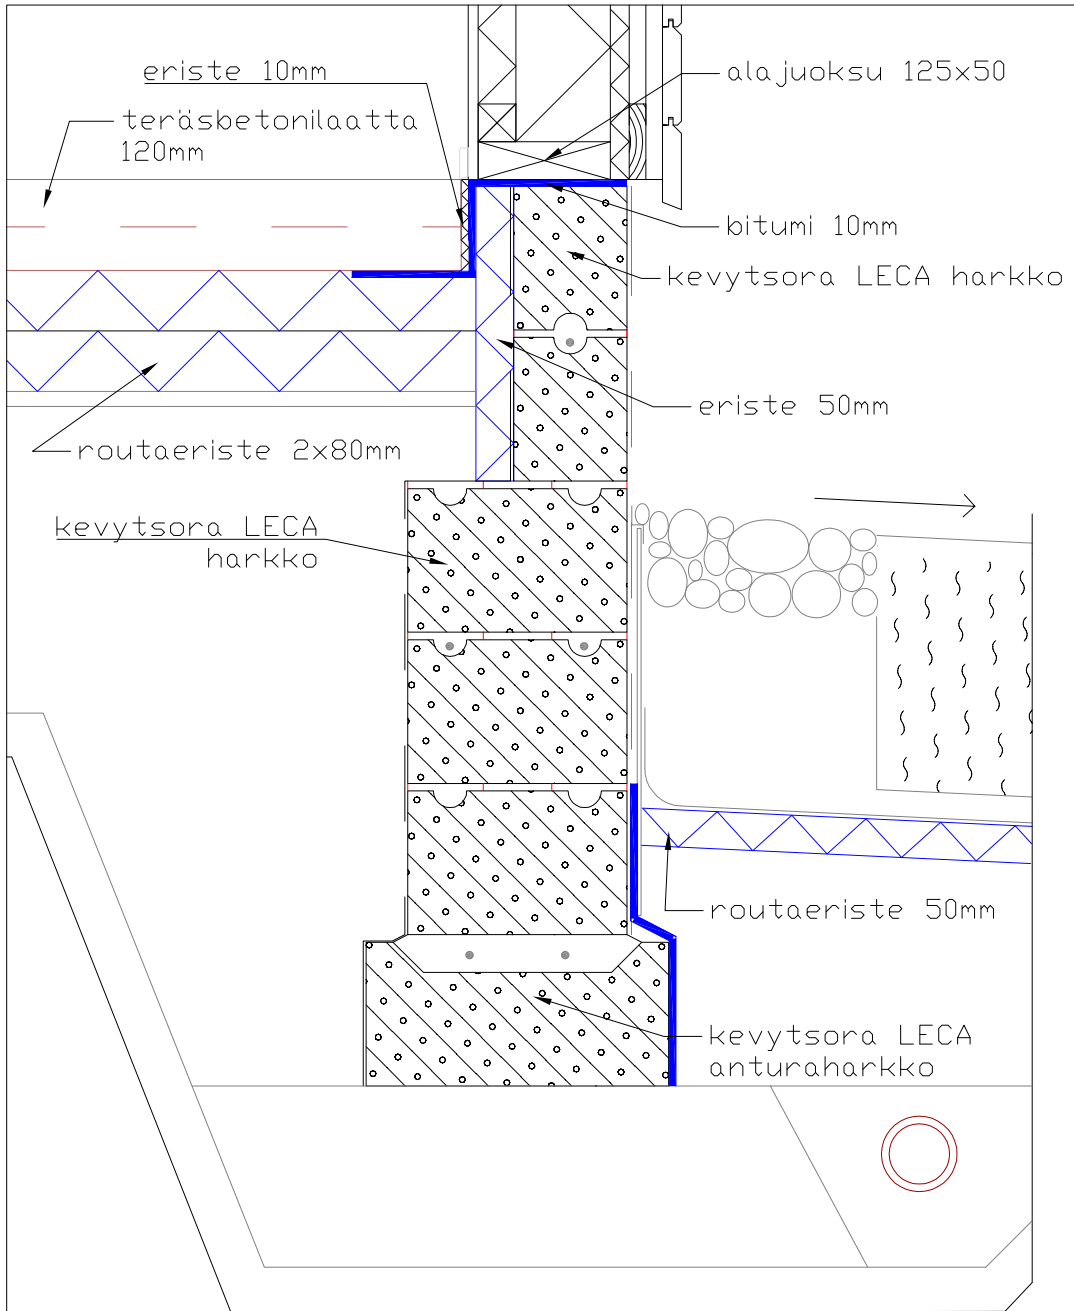 eriste 10mm
alajuoksu 125x50
teräsbetonilaatta
120mm
bitumi 10mm
kevytsora LECA harkko
eriste 50mm
routaeriste 2x80mm
kevytsora LECA
harkko
routaeriste 50mm
kevytsora LECA
anturaharkko